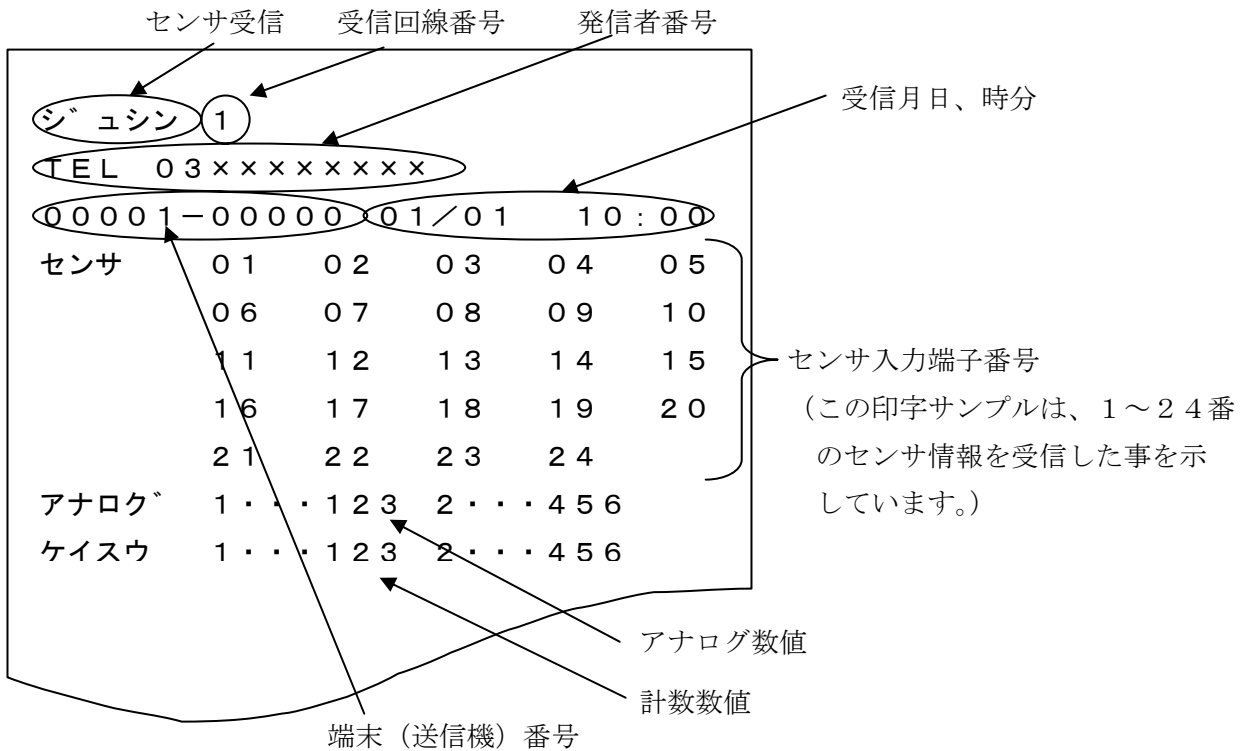 センサ受信 受信回線番号 発信者番号
ジュシン 1
受信月日、時分
TEL 03××××××××
00001-00000 01/01 10:00
センサ 01 02 03 04 05
06 07 08 09 10
11 12 13 14 15
センサ入力端子番号
16 17 18 19 20
(この印字サンプルは、1~24番
のセンサ情報を受信した事を示
しています。)
21 22 23 24
アナログ 1・・・123 2・・・456
ケイスウ 1・・・123 2・・・456
アナログ数値
計数数値
端末(送信機)番号